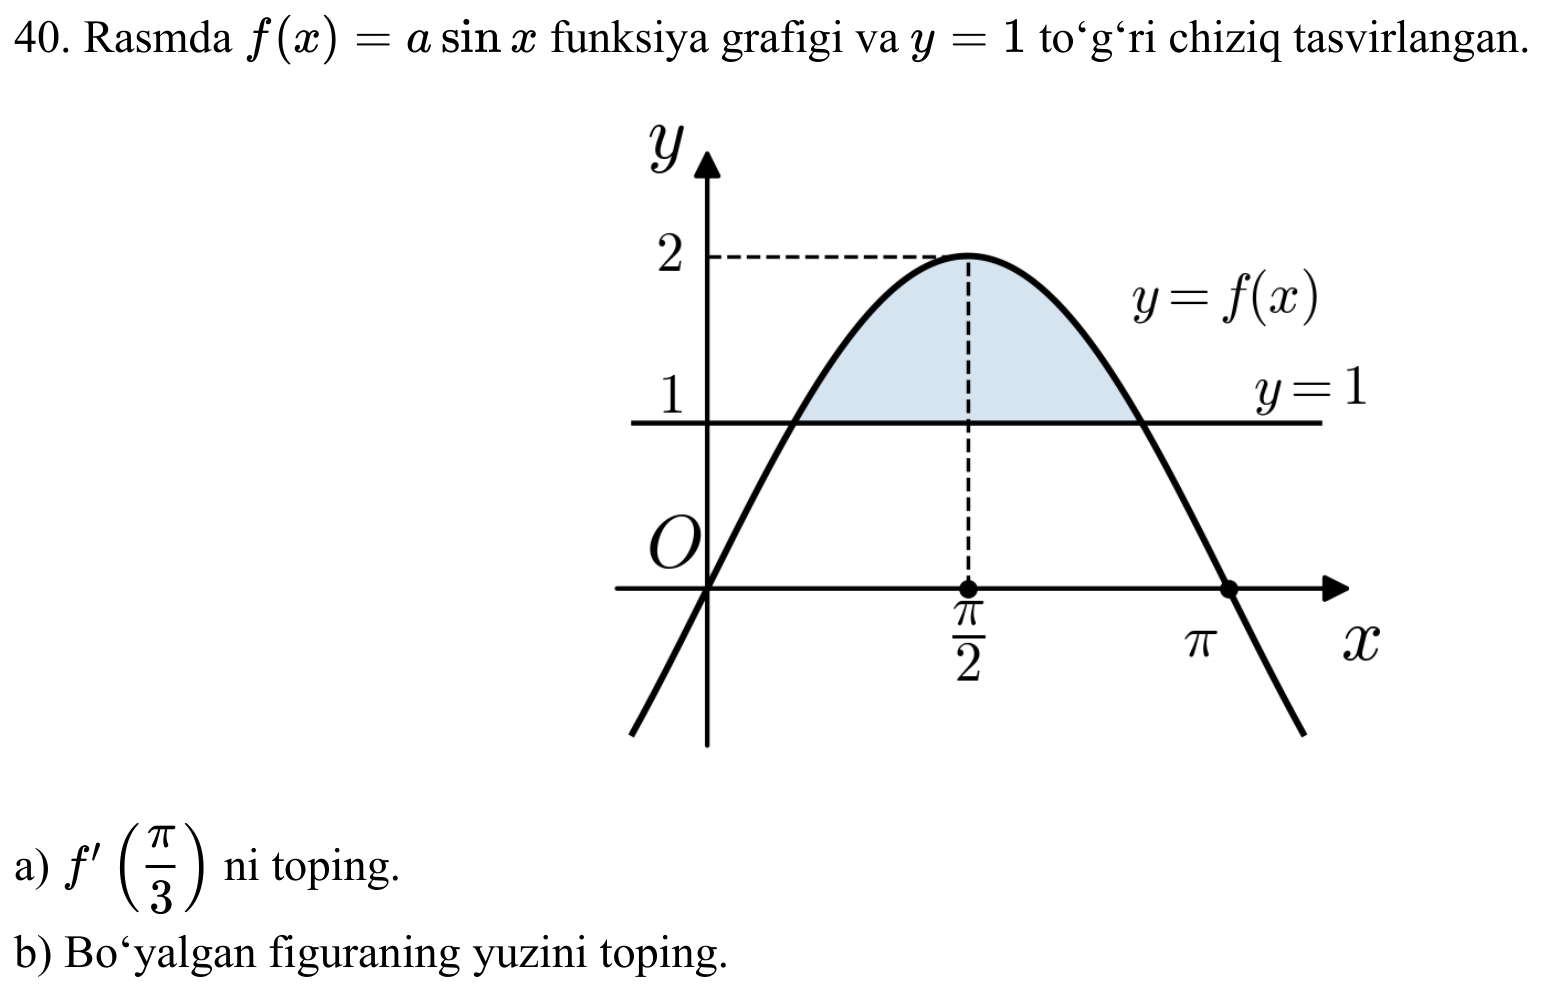 40. Rasmda f(x) = a sin x funksiya grafigi va y = 1 to‘g‘ri chiziq tasvirlangan.
y
2
y = f(x)
1
y = 1
O
π/2
π
x
a) f′(π/3) ni toping.
b) Bo‘yalgan figuraning yuzini toping.